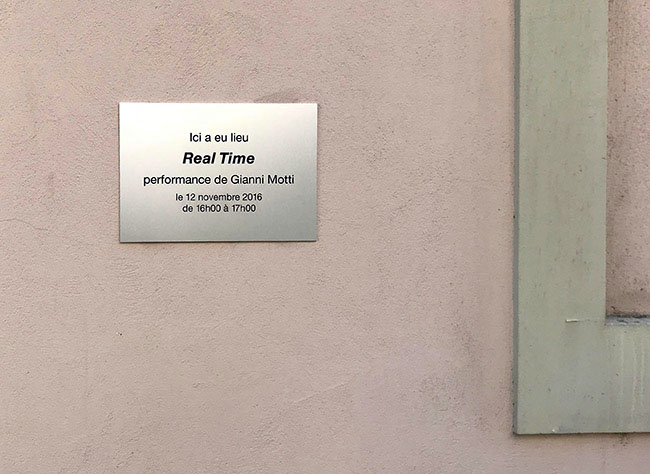 Ici a eu lieu
Real Time
performance de Gianni Motti
le 12 novembre 2016
de 16h00 à 17h00